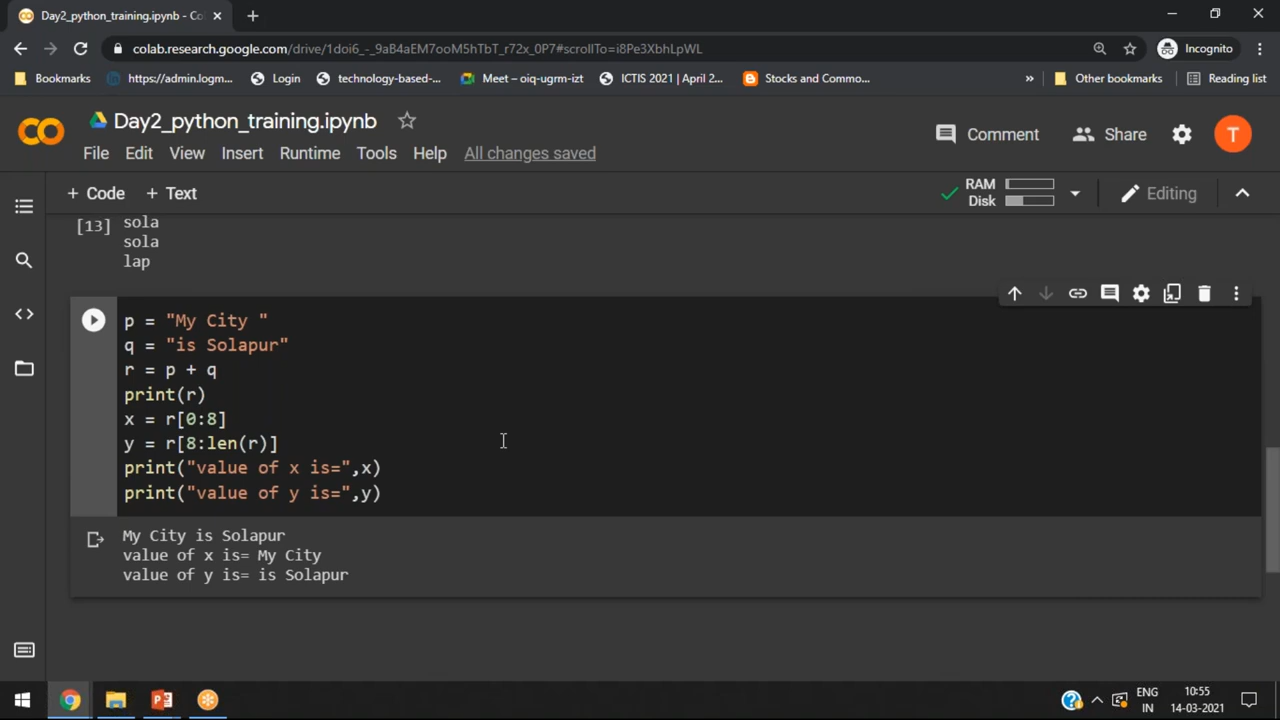 Day2_python_training.ipynb - Co
colab.research.google.com/drive/1doi6_-_9aB4aEM7ooM5hTbT_r72x_0P7#scrollTo=i8Pe3XbhLpWL
Incognito
Bookmarks https://admin.logm... Login technology-based-... Meet – oiq-ugrm-izt ICTIS 2021 | April 2... Stocks and Commo... » Other bookmarks Reading list
CO Day2_python_training.ipynb
Comment Share T
File Edit View Insert Runtime Tools Help All changes saved
+ Code + Text
RAM
Disk
Editing
[13] sola
sola
lap
p = "My City "
q = "is Solapur"
r = p + q
print(r)
x = r[0:8]
y = r[8:len(r)]
print("value of x is=",x)
print("value of y is=",y)
My City is Solapur
value of x is= My City
value of y is= is Solapur
ENG
IN
10:55
14-03-2021